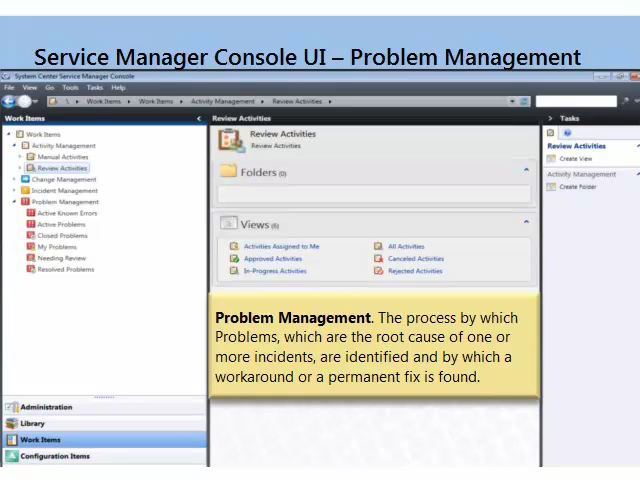 Service Manager Console UI – Problem Management
System Center Service Manager Console
File View Go Tools Tasks Help
\ Work Items Work Items Activity Management Review Activities
Work Items
Work Items
Activity Management
Manual Activities
Review Activities
Change Management
Incident Management
Problem Management
Active Known Errors
Active Problems
Closed Problems
My Problems
Needing Review
Resolved Problems
Administration
Library
Work Items
Configuration Items
Review Activities
Review Activities
Review Activities
Folders (0)
Views (6)
Activities Assigned to Me All Activities
Approved Activities Canceled Activities
In-Progress Activities Rejected Activities
Problem Management. The process by which
Problems, which are the root cause of one or
more incidents, are identified and by which a
workaround or a permanent fix is found.
Tasks
Review Activities
Create View
Activity Management
Create Folder